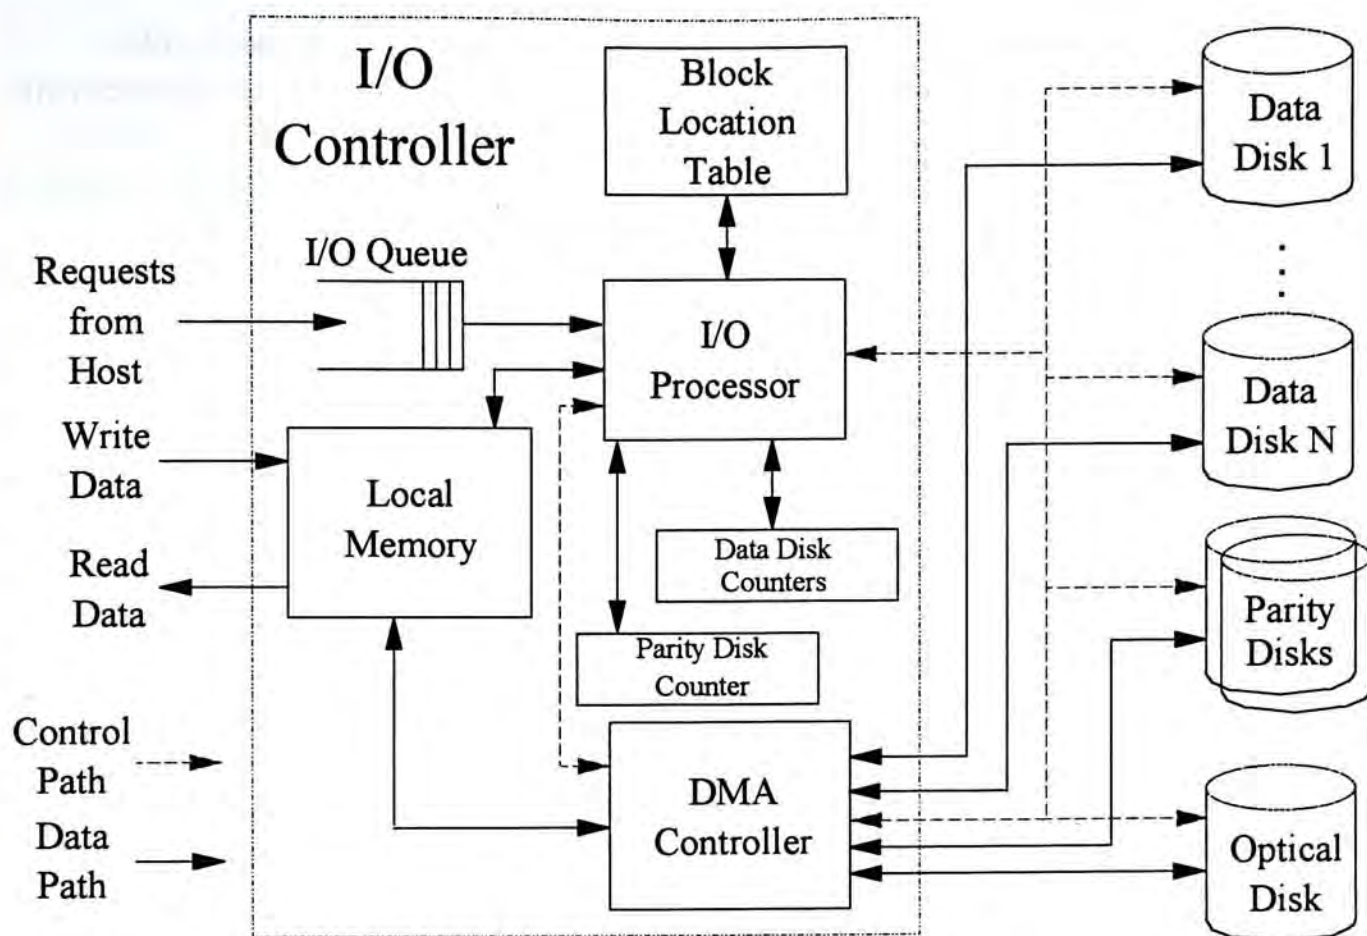 I/O
Controller
Block
Location
Table
Data
Disk 1
Requests
from
Host
I/O Queue
I/O
Processor
Data
Disk N
Write
Data
Local
Memory
Data Disk
Counters
Read
Data
Parity Disk
Counter
Parity
Disks
Control
Path
Data
Path
DMA
Controller
Optical
Disk